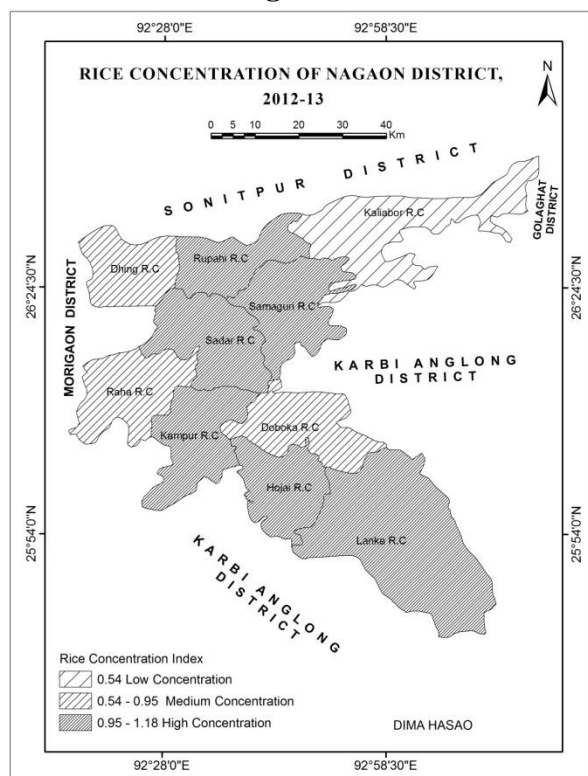 92°28'0"E 92°58'30"E
RICE CONCENTRATION OF NAGAON DISTRICT,
2012-13
N
0 5 10 20 30 40
Km
SONITPUR DISTRICT
GOLAGHAT
DISTRICT
Kaliabor R.C
Rupahi R.C
Dhing R.C
26°24'30"N 26°24'30"N
Samaguri R.C
MORIGAON DISTRICT
Sadar R.C
KARBI ANGLONG
DISTRICT
Raha R.C
Doboka R.C
Kampur R.C
Hojai R.C
Lanka R.C
25°54'0"N 25°54'0"N
KARBI ANGLONG
DISTRICT
Rice Concentration Index
0.54 Low Concentration
0.54 - 0.95 Medium Concentration
0.95 - 1.18 High Concentration
DIMA HASAO
92°28'0"E 92°58'30"E